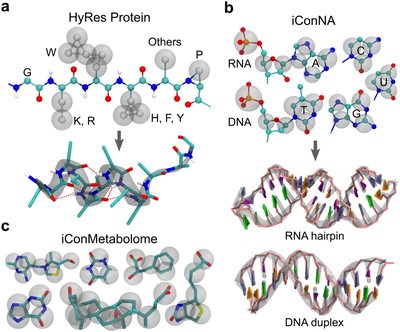 a
HyRes Protein
W
Others
P
G
K, R
H, F, Y
b
iConNA
RNA
A
C
U
DNA
T
G
RNA hairpin
DNA duplex
c
iConMetabolome